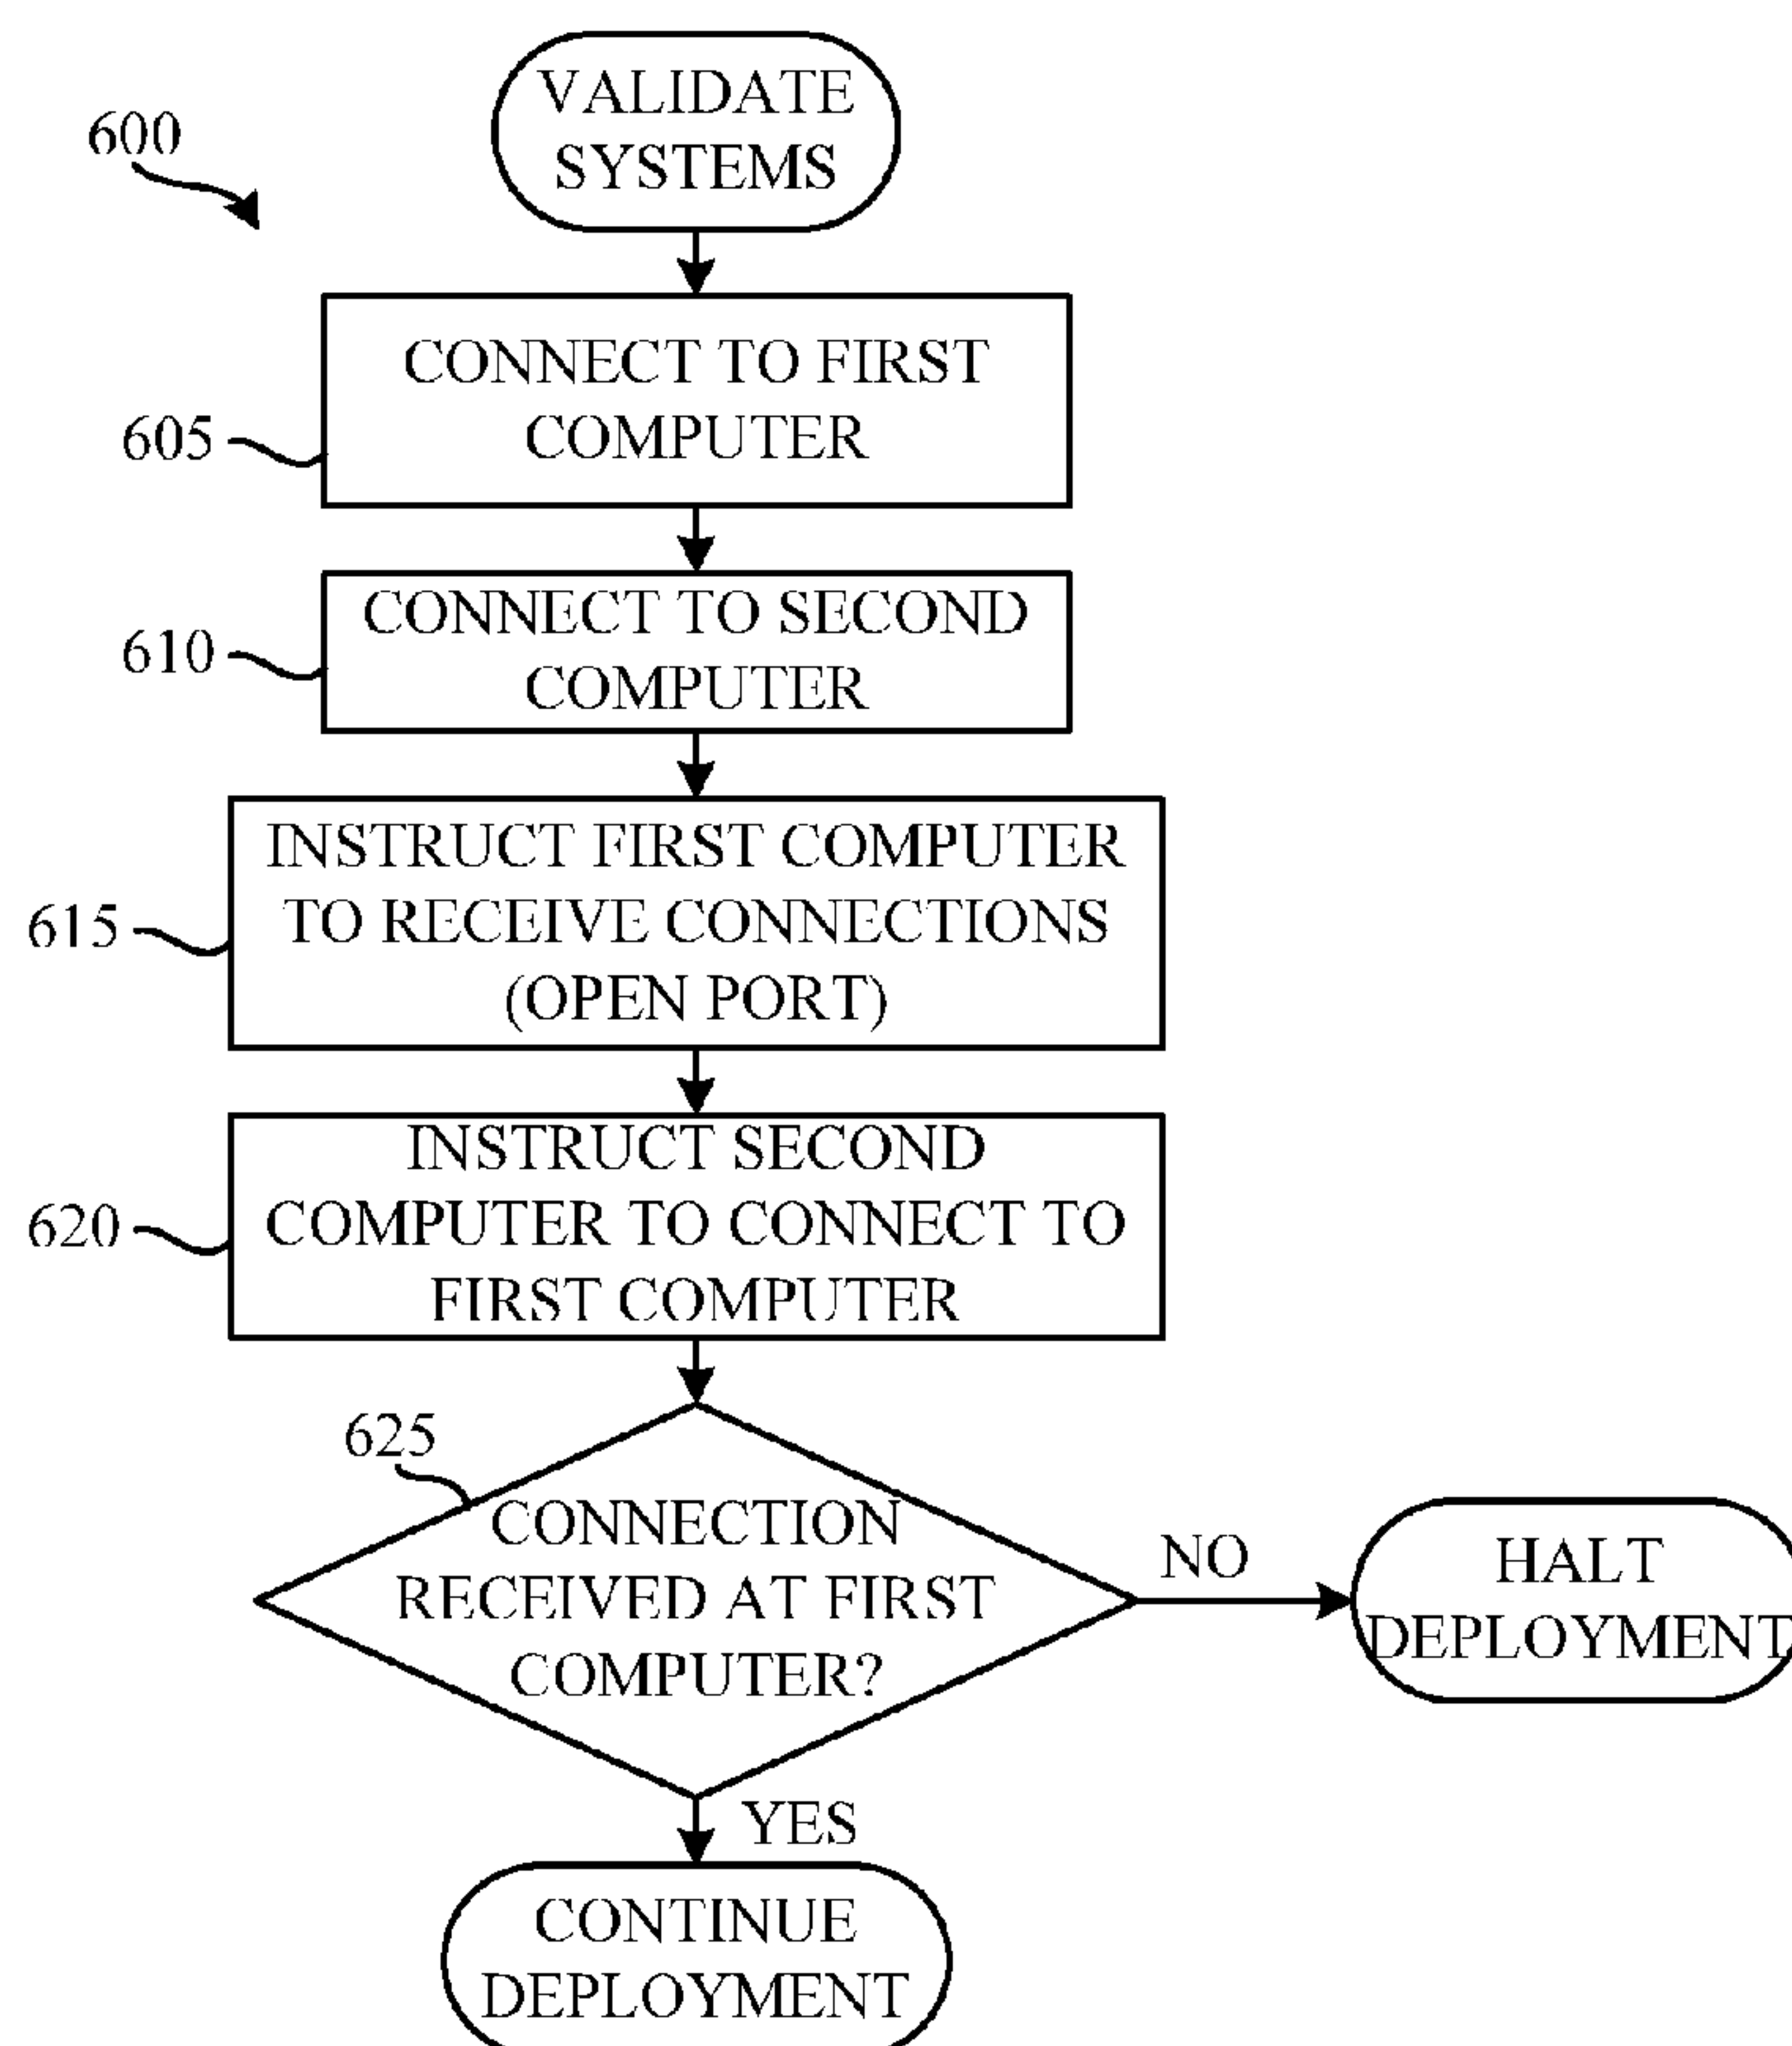 VALIDATE
SYSTEMS
600
CONNECT TO FIRST
COMPUTER
605
CONNECT TO SECOND
COMPUTER
610
INSTRUCT FIRST COMPUTER
TO RECEIVE CONNECTIONS
(OPEN PORT)
615
INSTRUCT SECOND
COMPUTER TO CONNECT TO
FIRST COMPUTER
620
625
CONNECTION
RECEIVED AT FIRST
COMPUTER?
NO
HALT
DEPLOYMENT
YES
CONTINUE
DEPLOYMENT